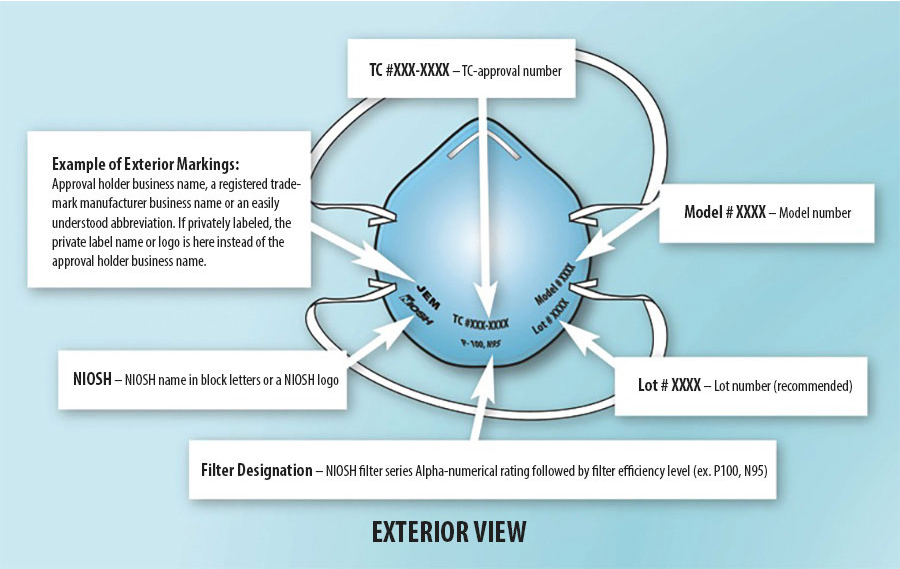 TC #XXX-XXXX – TC-approval number
Example of Exterior Markings:
Approval holder business name, a registered trade-
mark manufacturer business name or an easily
understood abbreviation. If privately labeled, the
private label name or logo is here instead of the
approval holder business name.
Model # XXXX – Model number
JEM
NIOSH
TC #XXX-XXXX
P-100, N95
Model # XXXX
Lot # XXXX
NIOSH – NIOSH name in block letters or a NIOSH logo
Lot # XXXX – Lot number (recommended)
Filter Designation – NIOSH filter series Alpha-numerical rating followed by filter efficiency level (ex. P100, N95)
EXTERIOR VIEW